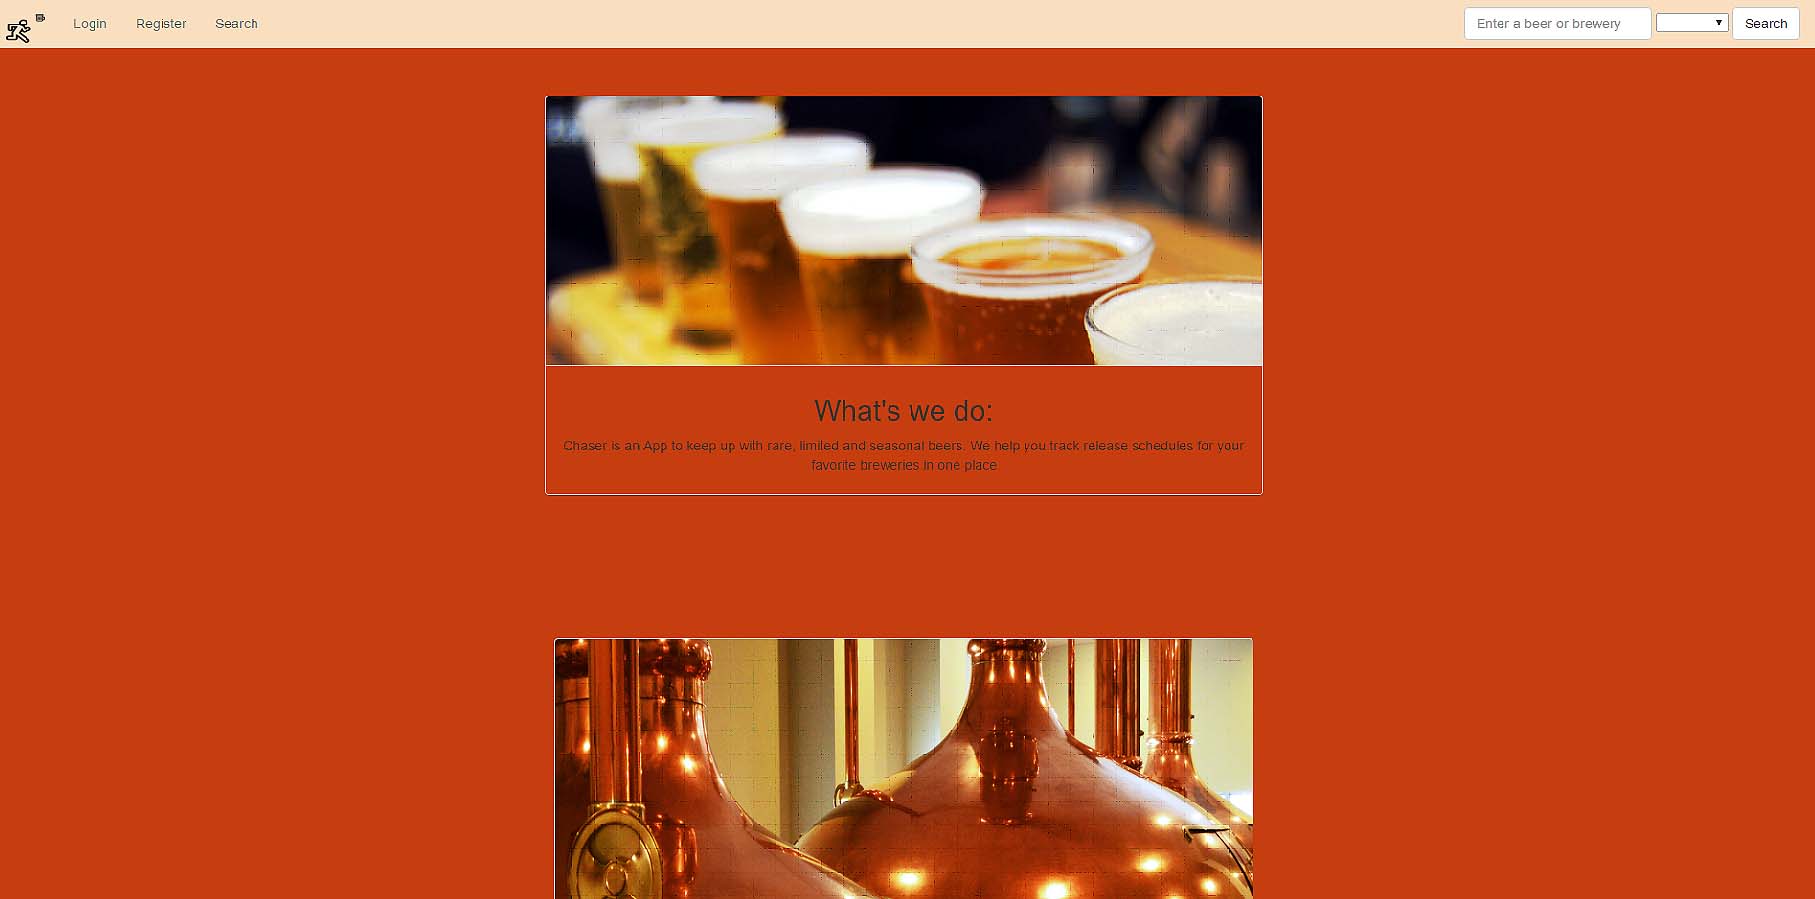 Login Register Search Enter a beer or brewery Search
What's we do:
Chaser is an App to keep up with rare, limited and seasonal beers. We help you track release schedules for your
favorite breweries in one place